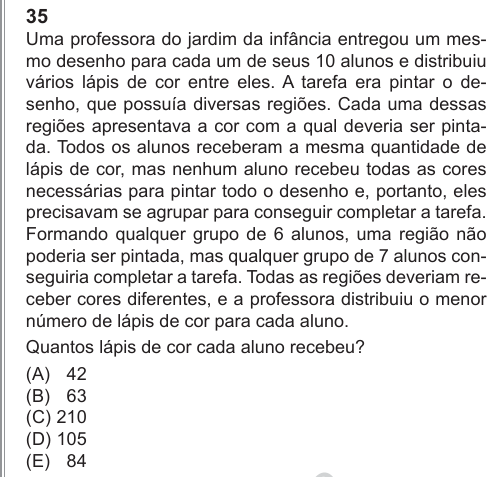 35
Uma professora do jardim da infância entregou um mes-
mo desenho para cada um de seus 10 alunos e distribuiu
vários lápis de cor entre eles. A tarefa era pintar o de-
senho, que possuía diversas regiões. Cada uma dessas
regiões apresentava a cor com a qual deveria ser pinta-
da. Todos os alunos receberam a mesma quantidade de
lápis de cor, mas nenhum aluno recebeu todas as cores
necessárias para pintar todo o desenho e, portanto, eles
precisavam se agrupar para conseguir completar a tarefa.
Formando qualquer grupo de 6 alunos, uma região não
poderia ser pintada, mas qualquer grupo de 7 alunos con-
seguiria completar a tarefa. Todas as regiões deveriam re-
ceber cores diferentes, e a professora distribuiu o menor
número de lápis de cor para cada aluno.
Quantos lápis de cor cada aluno recebeu?
(A) 42
(B) 63
(C) 210
(D) 105
(E) 84